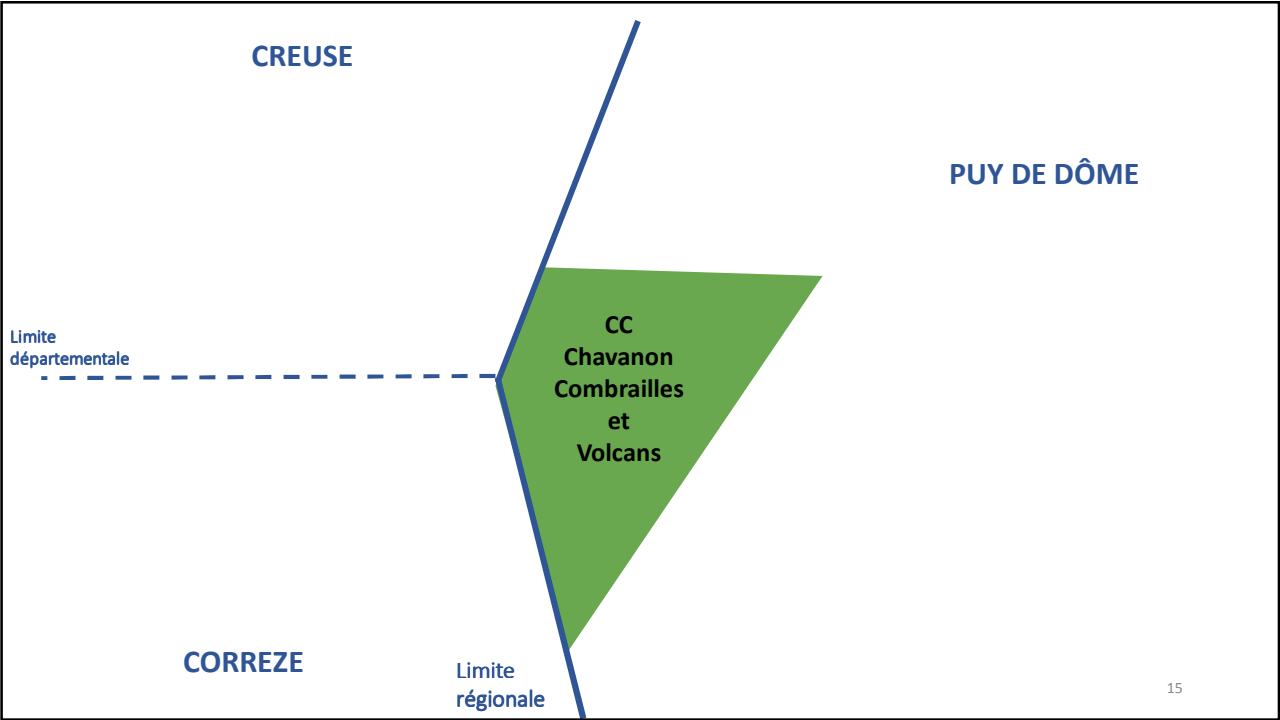 CREUSE
PUY DE DÔME
Limite
départementale
CC
Chavanon
Combrailles
et
Volcans
CORREZE
Limite
régionale
15